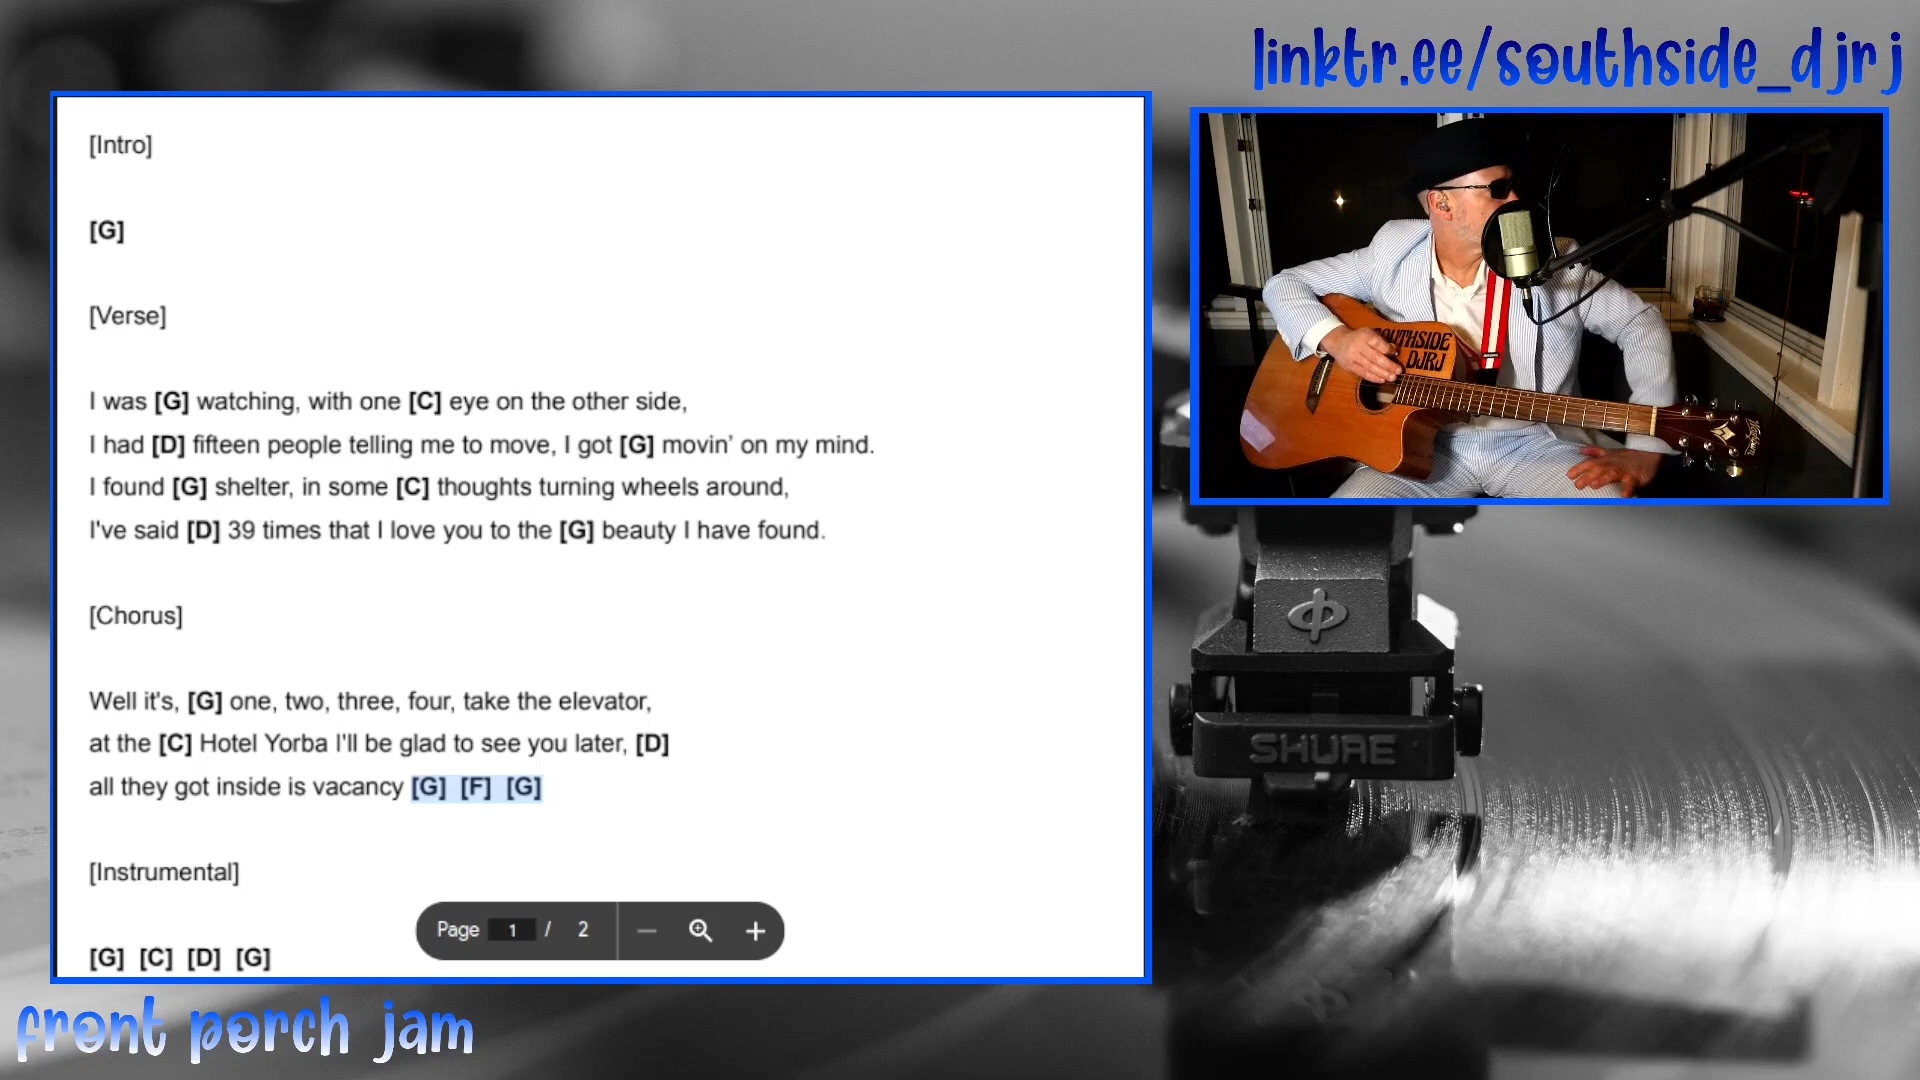 linktr.ee/southside_djrj
[Intro]
[G]
[Verse]
I was [G] watching, with one [C] eye on the other side,
I had [D] fifteen people telling me to move, I got [G] movin’ on my mind.
I found [G] shelter, in some [C] thoughts turning wheels around,
I've said [D] 39 times that I love you to the [G] beauty I have found.
[Chorus]
Well it's, [G] one, two, three, four, take the elevator,
at the [C] Hotel Yorba I'll be glad to see you later, [D]
all they got inside is vacancy [G] [F] [G]
[Instrumental]
[G] [C] [D] [G]
Page 1 / 2
SOUTHSIDE
DJRJ
SHURE
front porch jam